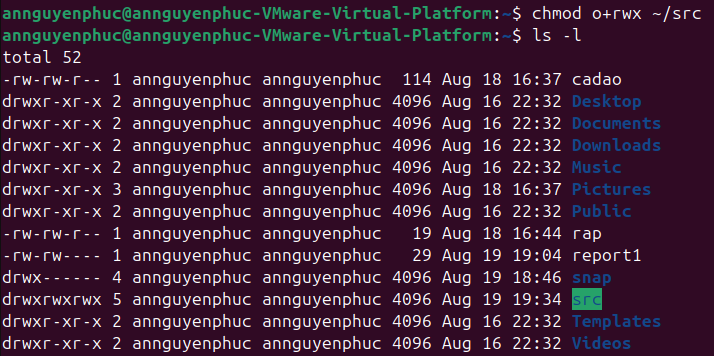 annguyenphuc@annguyenphuc-VMware-Virtual-Platform:~$ chmod o+rwx ~/src
annguyenphuc@annguyenphuc-VMware-Virtual-Platform:~$ ls -l
total 52
-rw-rw-r-- 1 annguyenphuc annguyenphuc  114 Aug 18 16:37 cadao
drwxr-xr-x 2 annguyenphuc annguyenphuc 4096 Aug 16 22:32 Desktop
drwxr-xr-x 2 annguyenphuc annguyenphuc 4096 Aug 16 22:32 Documents
drwxr-xr-x 2 annguyenphuc annguyenphuc 4096 Aug 16 22:32 Downloads
drwxr-xr-x 2 annguyenphuc annguyenphuc 4096 Aug 16 22:32 Music
drwxr-xr-x 3 annguyenphuc annguyenphuc 4096 Aug 18 16:37 Pictures
drwxr-xr-x 2 annguyenphuc annguyenphuc 4096 Aug 16 22:32 Public
-rw-rw-r-- 1 annguyenphuc annguyenphuc   19 Aug 18 16:44 rap
-rw-rw---- 1 annguyenphuc annguyenphuc   29 Aug 19 19:04 report1
drwx------ 4 annguyenphuc annguyenphuc 4096 Aug 19 18:46 snap
drwxrwxrwx 5 annguyenphuc annguyenphuc 4096 Aug 19 19:34 src
drwxr-xr-x 2 annguyenphuc annguyenphuc 4096 Aug 16 22:32 Templates
drwxr-xr-x 2 annguyenphuc annguyenphuc 4096 Aug 16 22:32 Videos